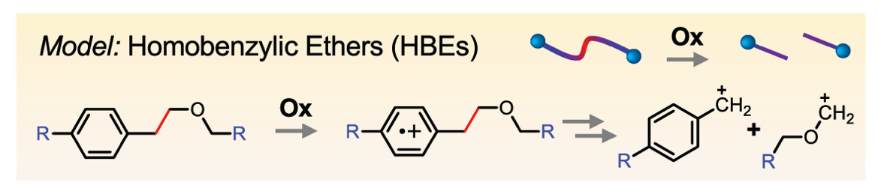 Model: Homobenzylic Ethers (HBEs)
Ox
R O R
Ox
R •+ O R
+
CH2
R
+
+
CH2
O
R